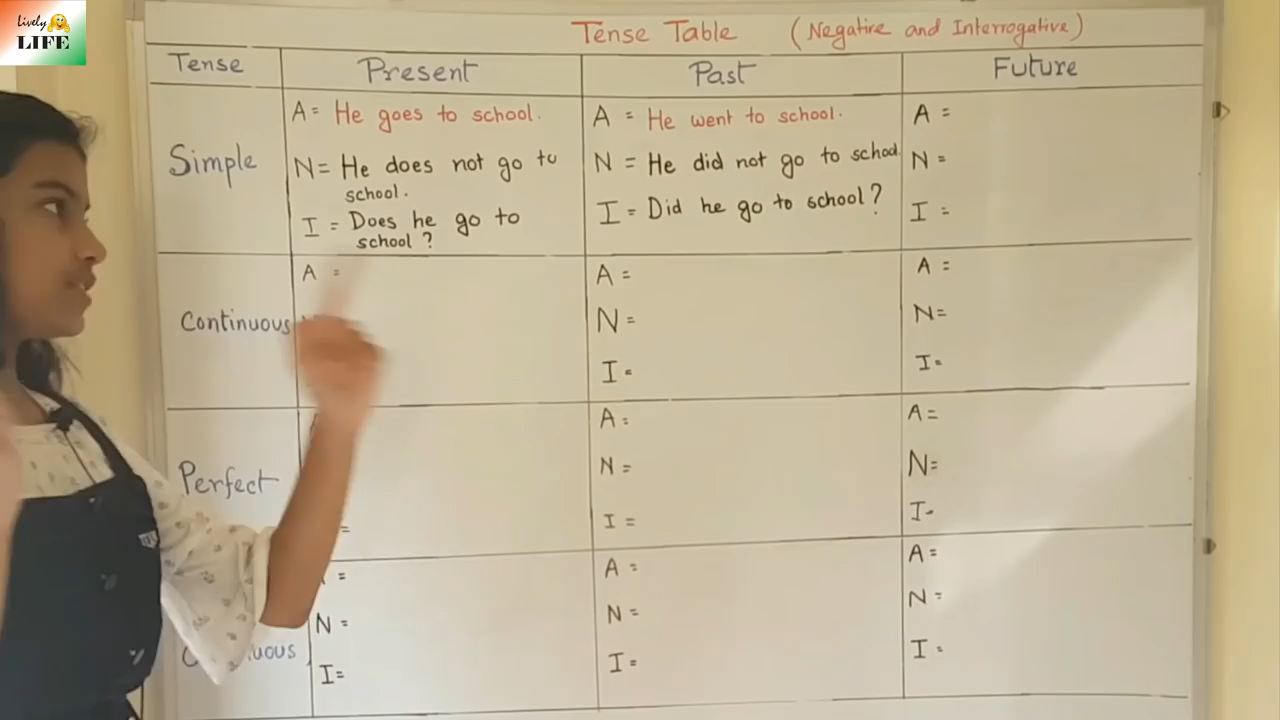 Lively
LIFE
Tense Table (Negative and Interrogative)
Tense Present Past Future
Simple
A = He goes to school.
N = He does not go to
school.
I = Does he go to
school ?
A = He went to school.
N = He did not go to school
I = Did he go to school?
A =
N =
I =
Continuous
A =
A =
N =
I =
A =
N =
I =
Perfect
=
A =
N =
I =
A =
N =
I =
=
N =
I =
A =
N =
I =
A =
N =
I =